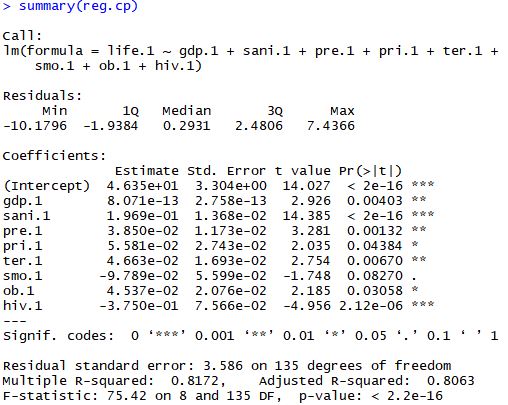 > summary(reg.cp)
Call:
lm(formula = life.1 ~ gdp.1 + sani.1 + pre.1 + pri.1 + ter.1 +
    smo.1 + ob.1 + hiv.1)
Residuals:
     Min       1Q   Median       3Q      Max
-10.1796  -1.9384   0.2931   2.4806   7.4366
Coefficients:
              Estimate Std. Error t value Pr(>|t|)
(Intercept)  4.635e+01  3.304e+00  14.027  < 2e-16 ***
gdp.1        8.071e-13  2.758e-13   2.926  0.00403 **
sani.1       1.969e-01  1.368e-02  14.385  < 2e-16 ***
pre.1        3.850e-02  1.173e-02   3.281  0.00132 **
pri.1        5.581e-02  2.743e-02   2.035  0.04384 *
ter.1        4.663e-02  1.693e-02   2.754  0.00670 **
smo.1       -9.789e-02  5.599e-02  -1.748  0.08270 .
ob.1         4.537e-02  2.076e-02   2.185  0.03058 *
hiv.1       -3.750e-01  7.566e-02  -4.956 2.12e-06 ***
---
Signif. codes:  0 ‘***’ 0.001 ‘**’ 0.01 ‘*’ 0.05 ‘.’ 0.1 ‘ ’ 1
Residual standard error: 3.586 on 135 degrees of freedom
Multiple R-squared:  0.8172,    Adjusted R-squared:  0.8063
F-statistic: 75.42 on 8 and 135 DF,  p-value: < 2.2e-16